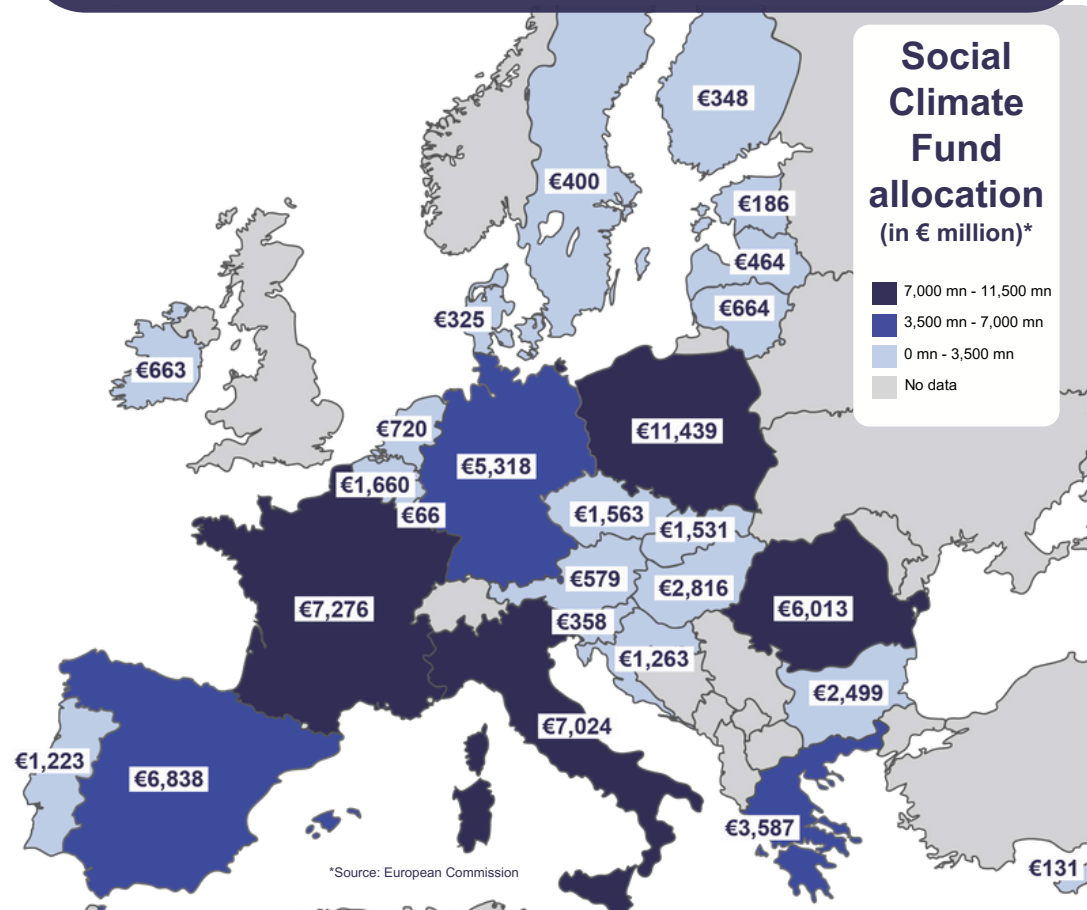 Social
Climate
Fund
allocation
(in € million)*
7,000 mn - 11,500 mn
3,500 mn - 7,000 mn
0 mn - 3,500 mn
No data
€348
€400
€186
€464
€664
€325
€663
€720
€11,439
€5,318
€1,660
€66
€1,563
€1,531
€579
€2,816
€7,276
€358
€6,013
€1,263
€2,499
€7,024
€1,223
€6,838
€3,587
€131
*Source: European Commission